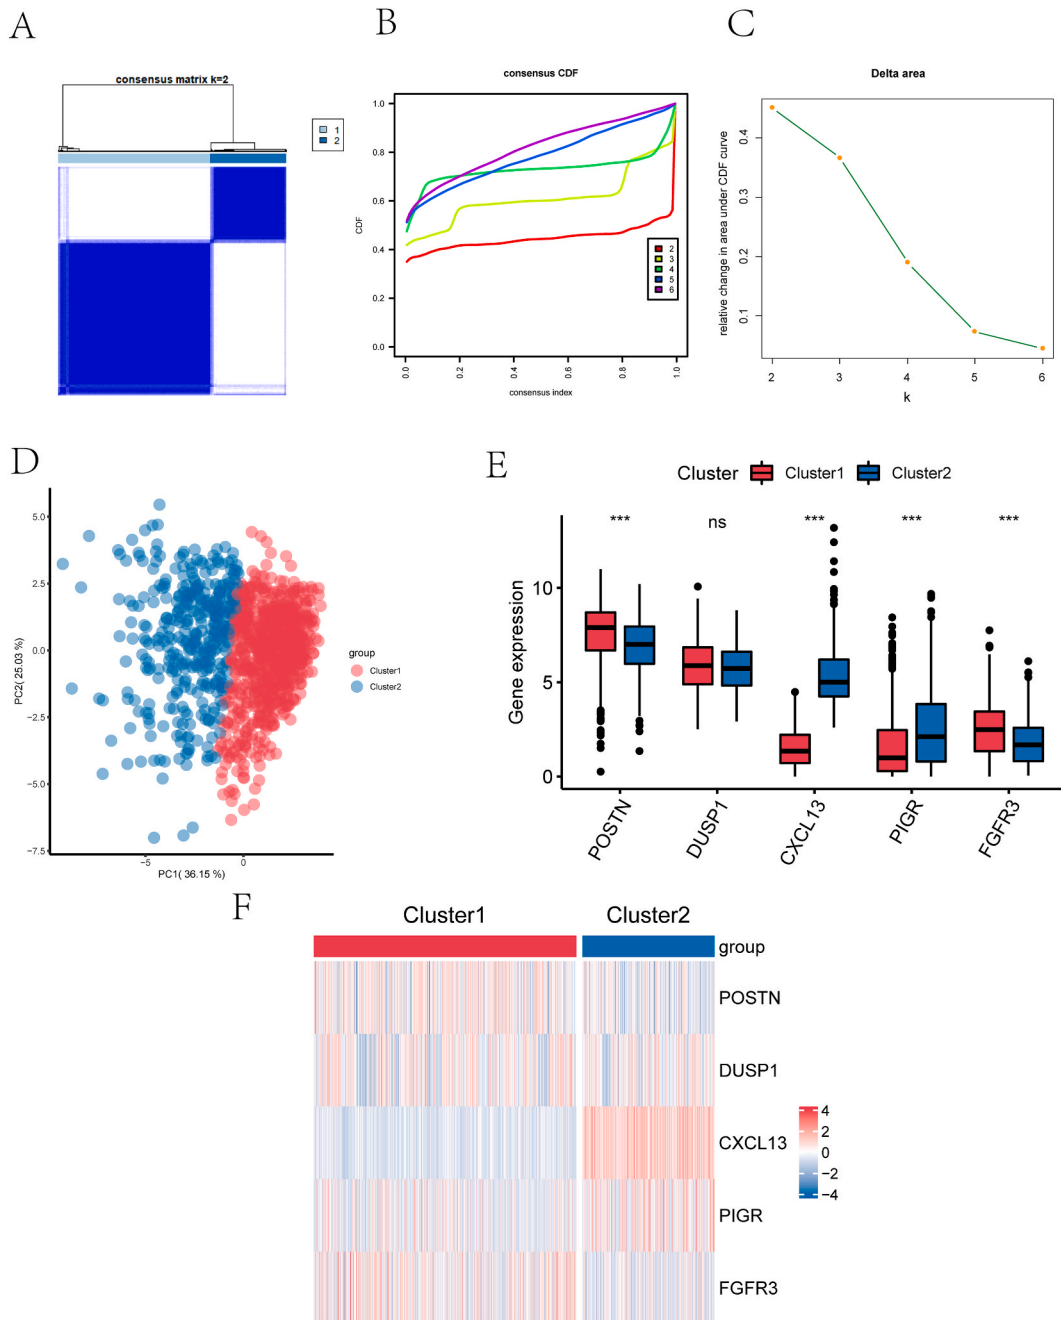 A
consensus matrix k=2
1
2
B
consensus CDF
CDF
1.0
0.8
0.6
0.4
0.2
0.0
2
3
4
5
6
0.0
0.2
0.4
0.6
0.8
1.0
consensus index
C
Delta area
relative change in area under CDF curve
0.4
0.3
0.2
0.1
2
3
4
5
6
k
D
PC2( 25.03 %)
5.0
2.5
0.0
−2.5
−5.0
−7.5
−5
0
PC1( 36.15 %)
group
Cluster1
Cluster2
E
Cluster Cluster1 Cluster2
*** ns *** *** ***
Gene expression
10
5
0
POSTN
DUSP1
CXCL13
PIGR
FGFR3
F
Cluster1 Cluster2
group
POSTN
DUSP1
CXCL13
PIGR
FGFR3
4
2
0
−2
−4